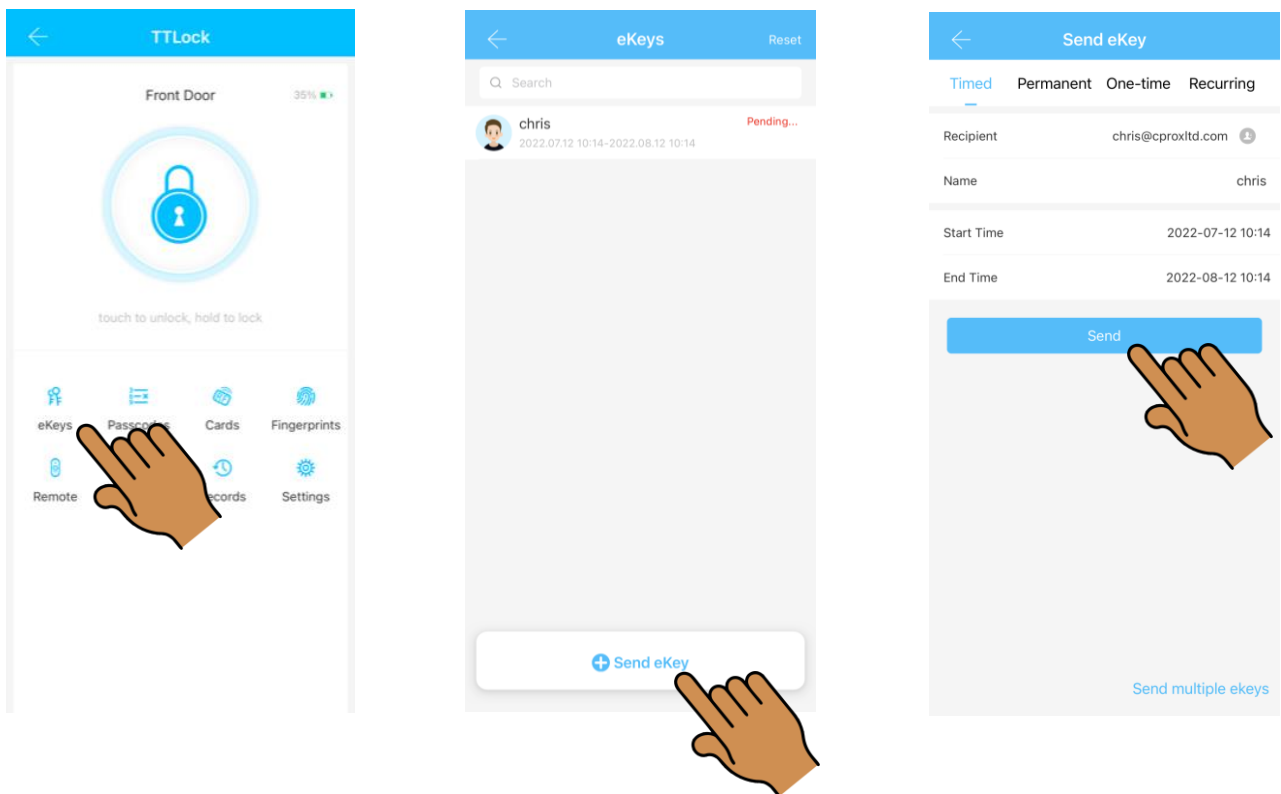 TTLock
Front Door 35%
touch to unlock, hold to lock
eKeys Passcodes Cards Fingerprints
Remote ecords Settings
eKeys Reset
Search
chris Pending...
2022.07.12 10:14-2022.08.12 10:14
Send eKey
Send eKey
Timed Permanent One-time Recurring
Recipient chris@cproxltd.com
Name chris
Start Time 2022-07-12 10:14
End Time 2022-08-12 10:14
Send
Send multiple ekeys